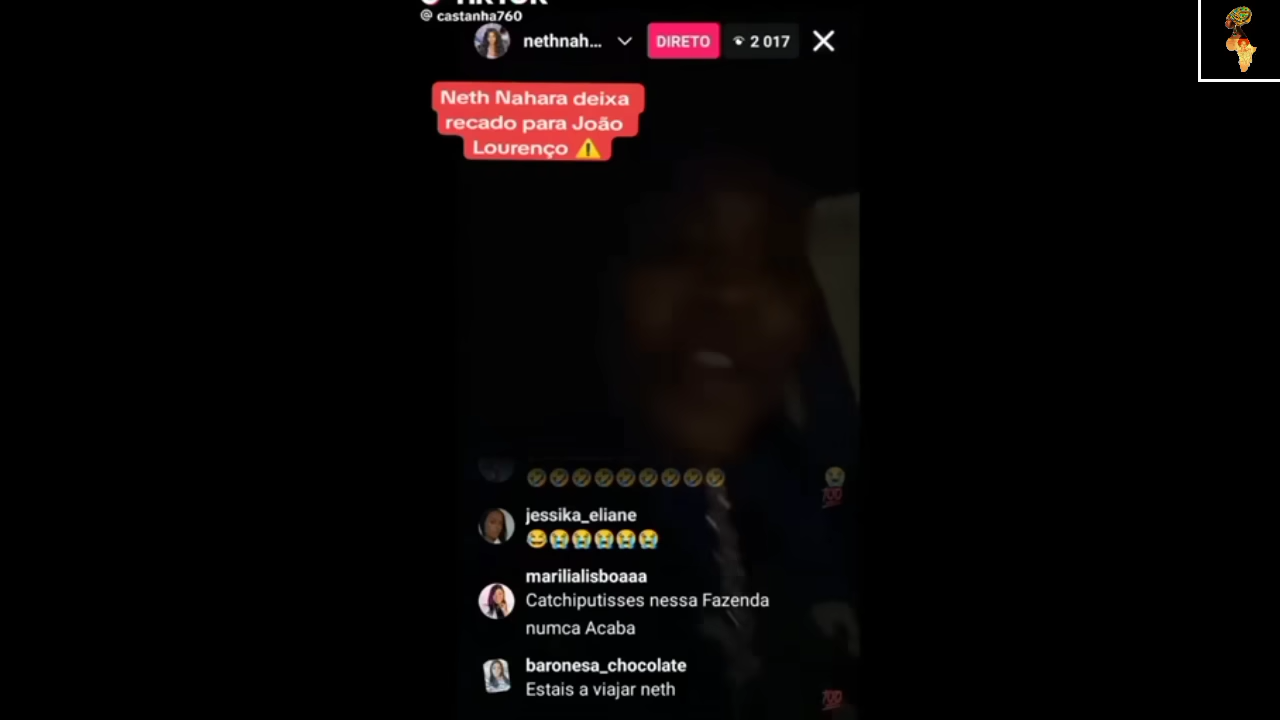 TikTok
@ castanha760
nethnah...
DIRETO
2 017
Neth Nahara deixa
recado para João
Lourenço ⚠️
🤣🤣🤣🤣🤣🤣🤣🤣🤣
jessika_eliane
😂😭😭😭😭😭
marilialisboaaa
Catchiputisses nessa Fazenda
numca Acaba
baronesa_chocolate
Estais a viajar neth